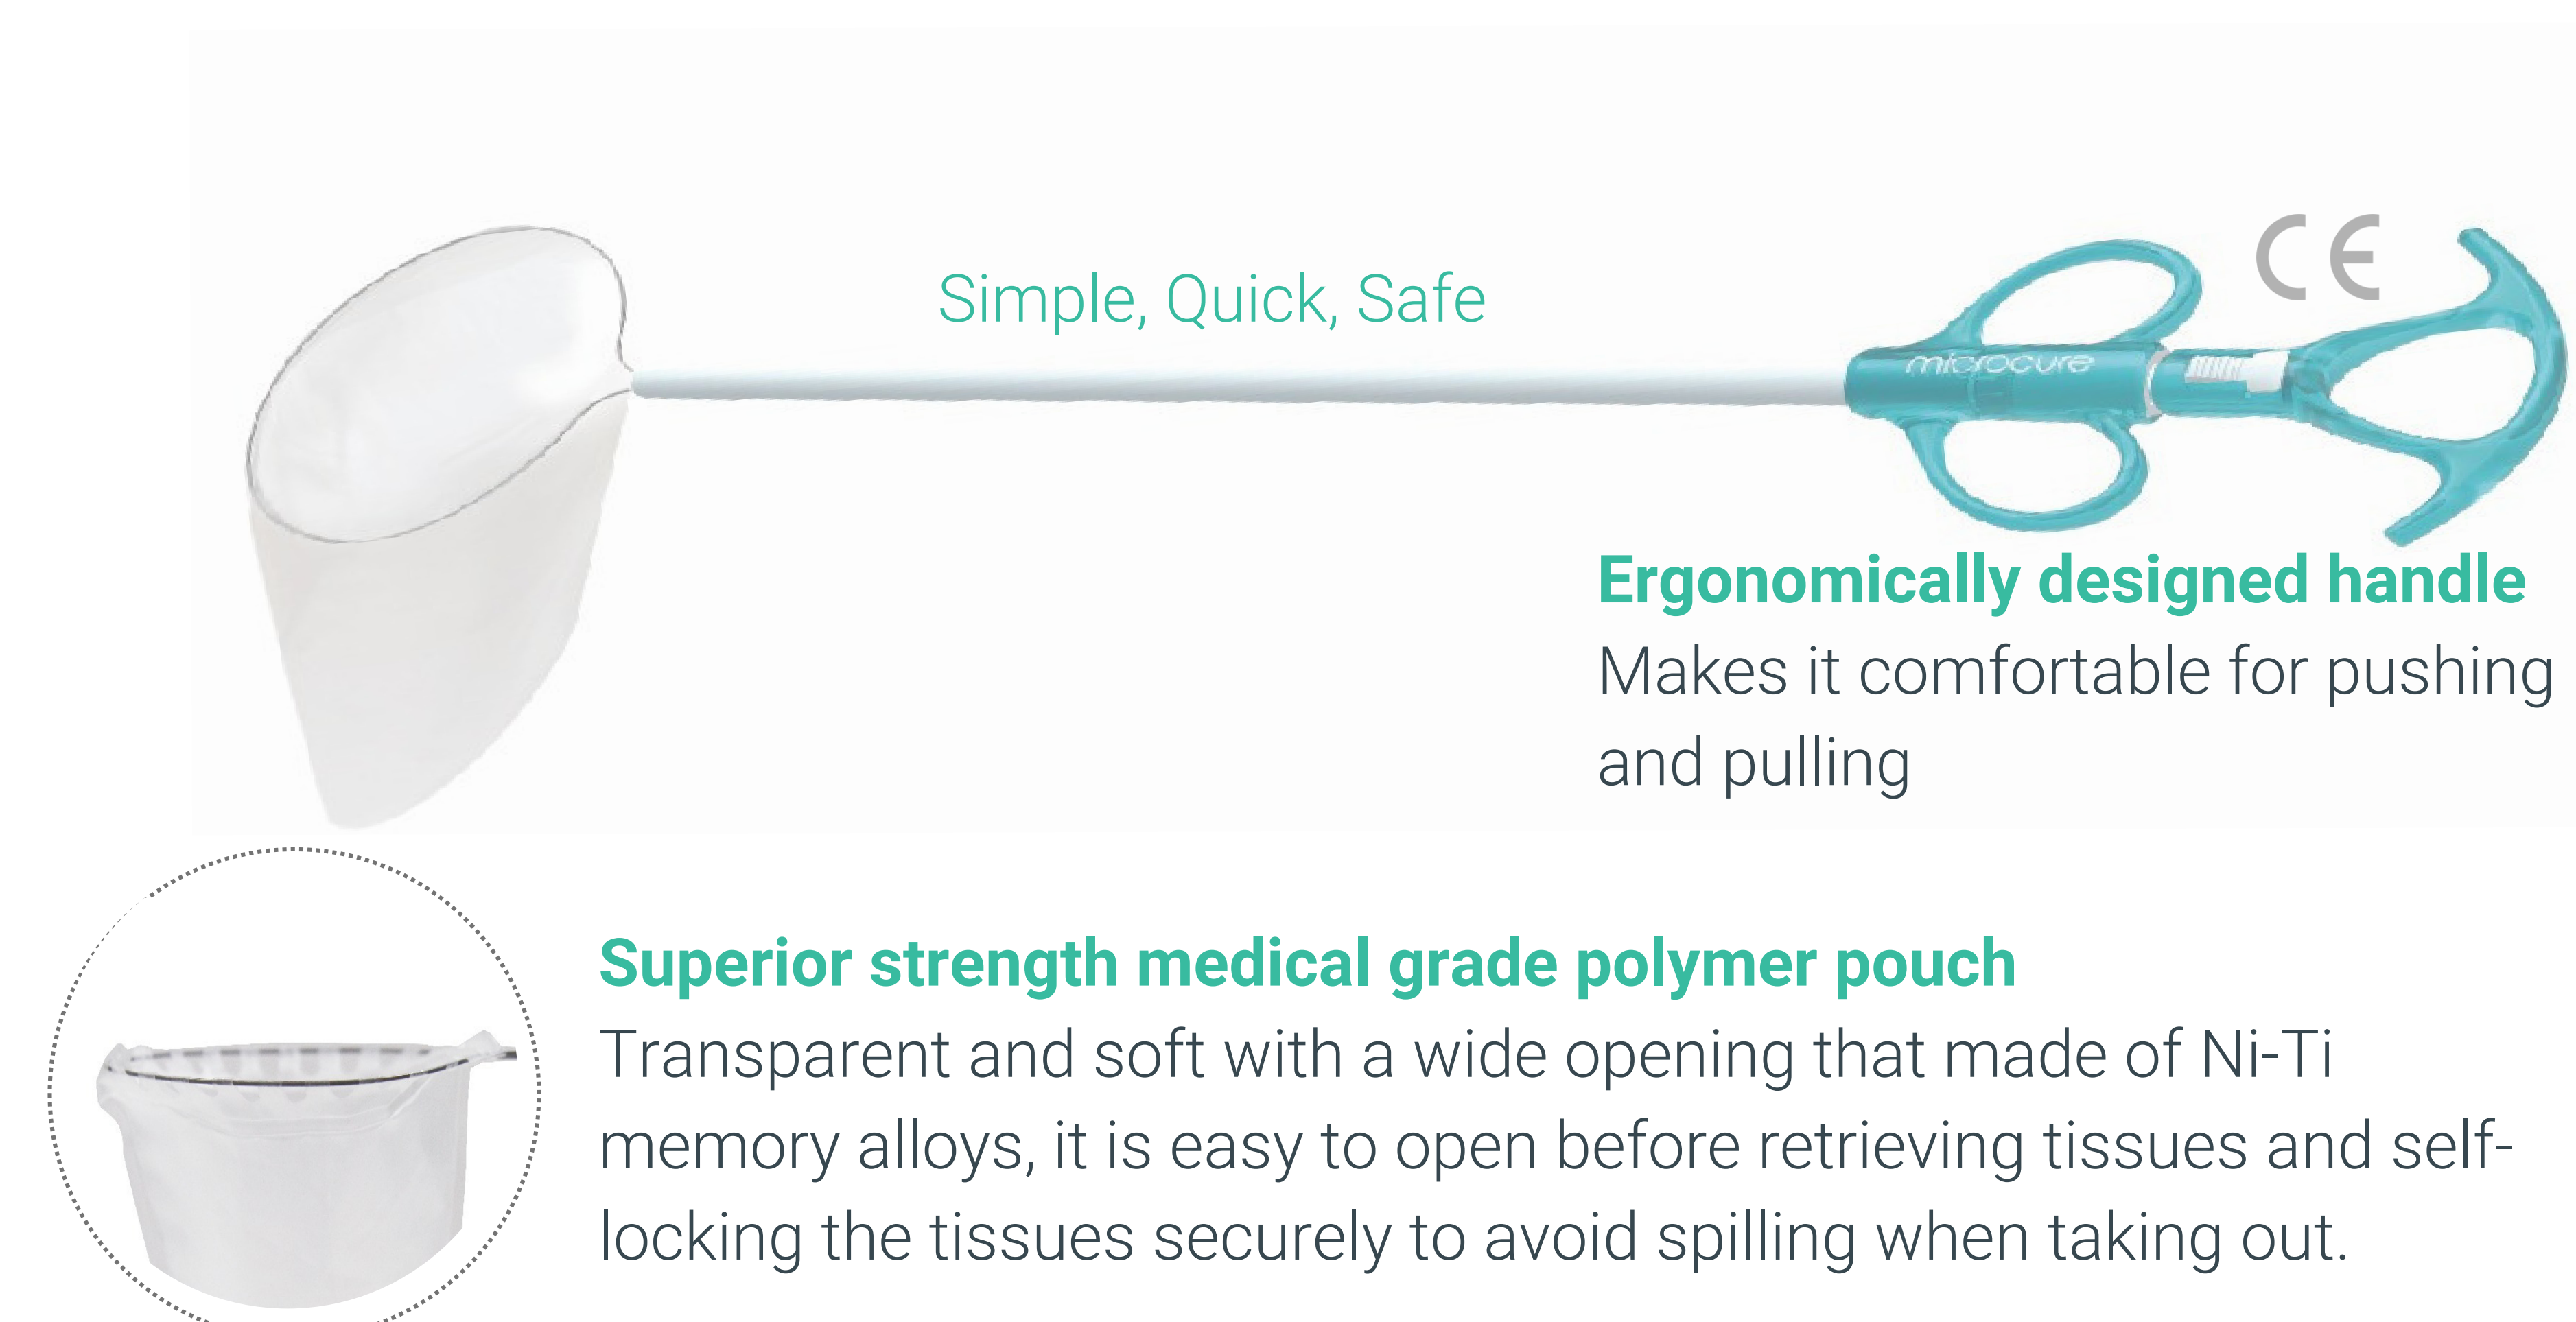 Simple, Quick, Safe
CE
microcure
Ergonomically designed handle
Makes it comfortable for pushing
and pulling
Superior strength medical grade polymer pouch
Transparent and soft with a wide opening that made of Ni-Ti
memory alloys, it is easy to open before retrieving tissues and self-
locking the tissues securely to avoid spilling when taking out.